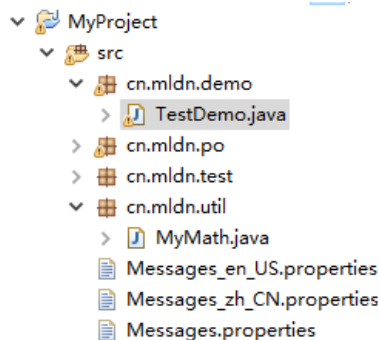 MyProject
src
cn.mldn.demo
TestDemo.java
cn.mldn.po
cn.mldn.test
cn.mldn.util
MyMath.java
Messages_en_US.properties
Messages_zh_CN.properties
Messages.properties